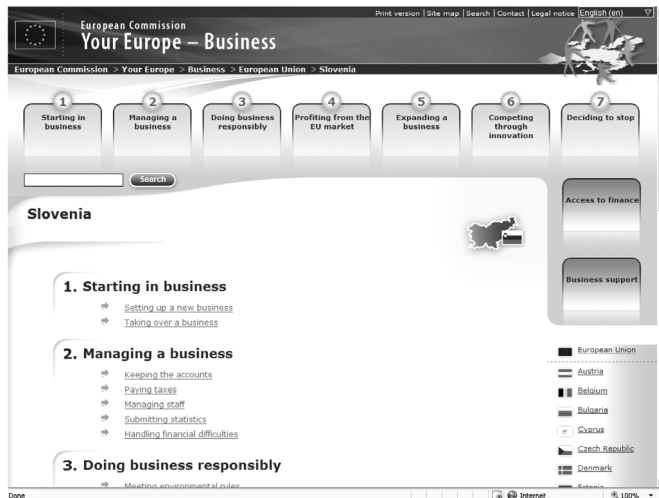 Print version | Site map | Search | Contact | Legal notice English (en)
European Commission
Your Europe – Business
European Commission > Your Europe > Business > European Union > Slovenia
1 2 3 4 5 6 7
Starting in business
Managing a business
Doing business responsibly
Profiting from the EU market
Expanding a business
Competing through innovation
Deciding to stop
Search
Access to finance
Slovenia
Business support
1. Starting in business
Setting up a new business
Taking over a business
2. Managing a business
Keeping the accounts
Paying taxes
Managing staff
Submitting statistics
Handling financial difficulties
3. Doing business responsibly
Meeting environmental rules
European Union
Austria
Belgium
Bulgaria
Cyprus
Czech Republic
Denmark
Estonia
Done
Internet
100%